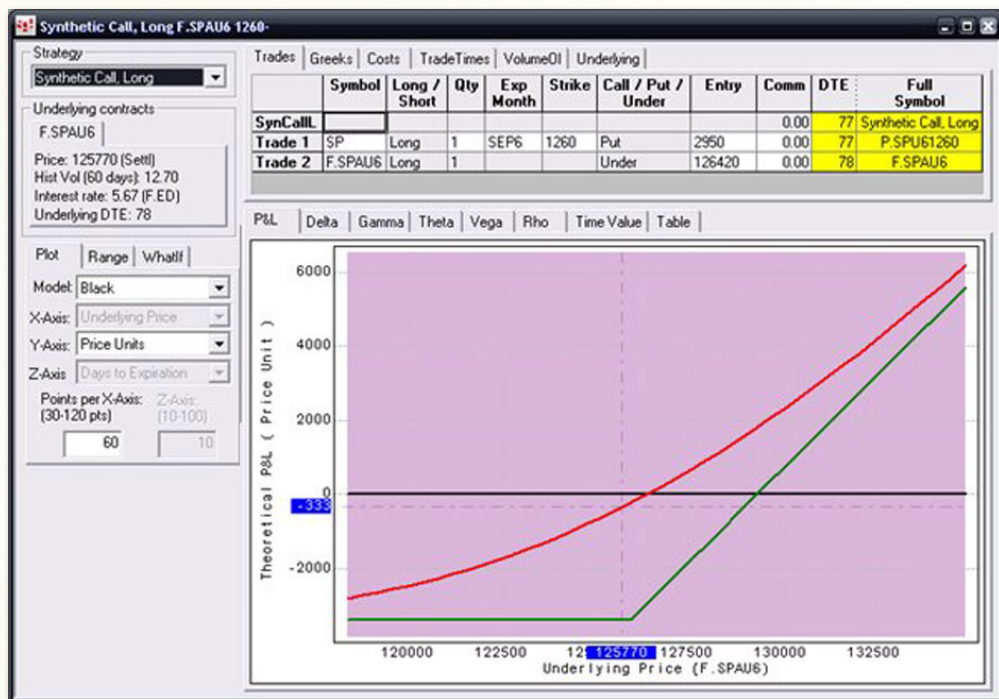 Synthetic Call, Long F.SPAU6 1260-
Strategy
Synthetic Call, Long
Underlying contracts
F.SPAU6
Price: 125770 (Settl)
Hist Vol (60 days): 12.70
Interest rate: 5.67 (F.ED)
Underlying DTE: 78
Plot Range WhatIf
Model: Black
X-Axis: Underlying Price
Y-Axis: Price Units
Z-Axis Days to Expiration
Points per X-Axis: Z-Axis:
(30-120 pts) (10-100)
60 10
Trades Greeks Costs TradeTimes VolumeOI Underlying
Symbol Long / Short Qty Exp Month Strike Call / Put / Under Entry Comm DTE Full Symbol
SynCallL 0.00 77 Synthetic Call, Long
Trade 1 SP Long 1 SEP6 1260 Put 2950 0.00 77 P.SPU61260
Trade 2 F.SPAU6 Long 1 Under 126420 0.00 78 F.SPAU6
P&L Delta Gamma Theta Vega Rho Time Value Table
Theoretical P&L ( Price Unit )
6000
4000
2000
0
-333
-2000
120000 122500 125770 127500 130000 132500
Underlying Price (F.SPAU6)